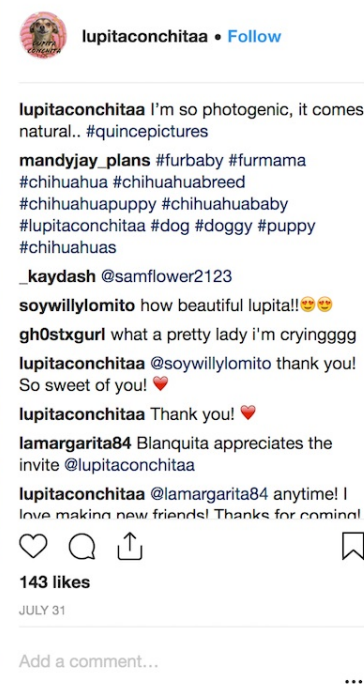 lupitaconchitaa • Follow
lupitaconchitaa I'm so photogenic, it comes
natural.. #quincepictures
mandyjay_plans #furbaby #furmama
#chihuahua #chihuahuabreed
#chihuahuapuppy #chihuahuababy
#lupitaconchitaa #dog #doggy #puppy
#chihuahuas
_kaydash @samflower2123
soywillylomito how beautiful lupita!!😍😍
gh0stxgurl what a pretty lady i'm cryingggg
lupitaconchitaa @soywillylomito thank you!
So sweet of you! ❤️
lupitaconchitaa Thank you! ❤️
lamargarita84 Blanquita appreciates the
invite @lupitaconchitaa
lupitaconchitaa @lamargarita84 anytime! I
love making new friends! Thanks for coming!
143 likes
JULY 31
Add a comment...